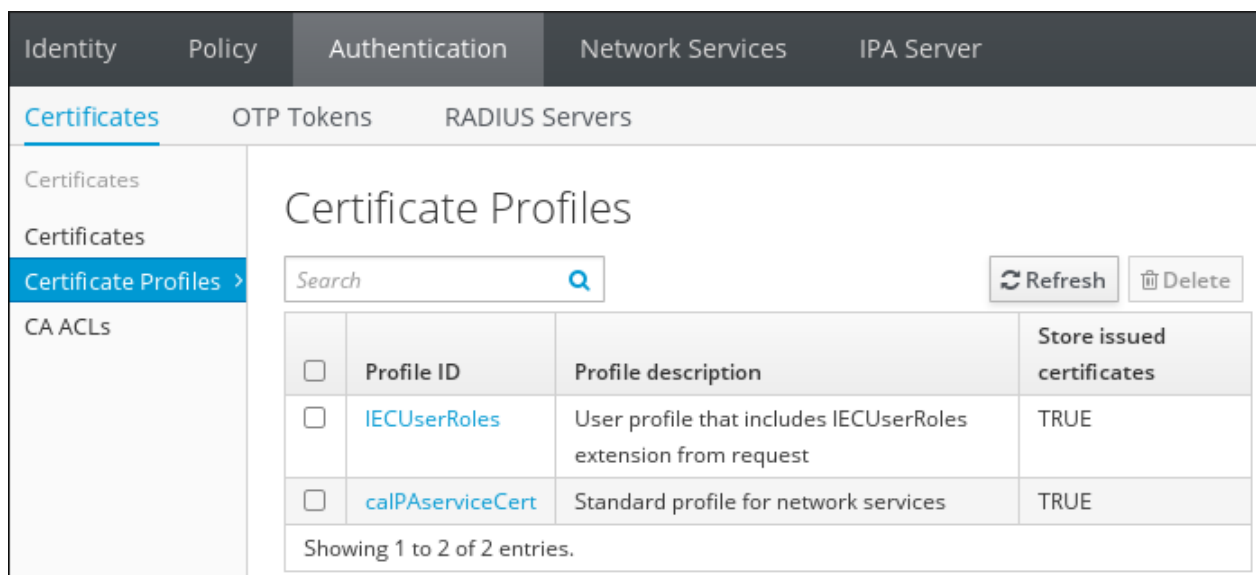 Identity Policy Authentication Network Services IPA Server
Certificates OTP Tokens RADIUS Servers
Certificates
Certificates
Certificate Profiles >
CA ACLs
Certificate Profiles
Search Refresh Delete
Profile ID Profile description Store issued certificates
IECUserRoles User profile that includes IECUserRoles TRUE
extension from request
caIPAserviceCert Standard profile for network services TRUE
Showing 1 to 2 of 2 entries.